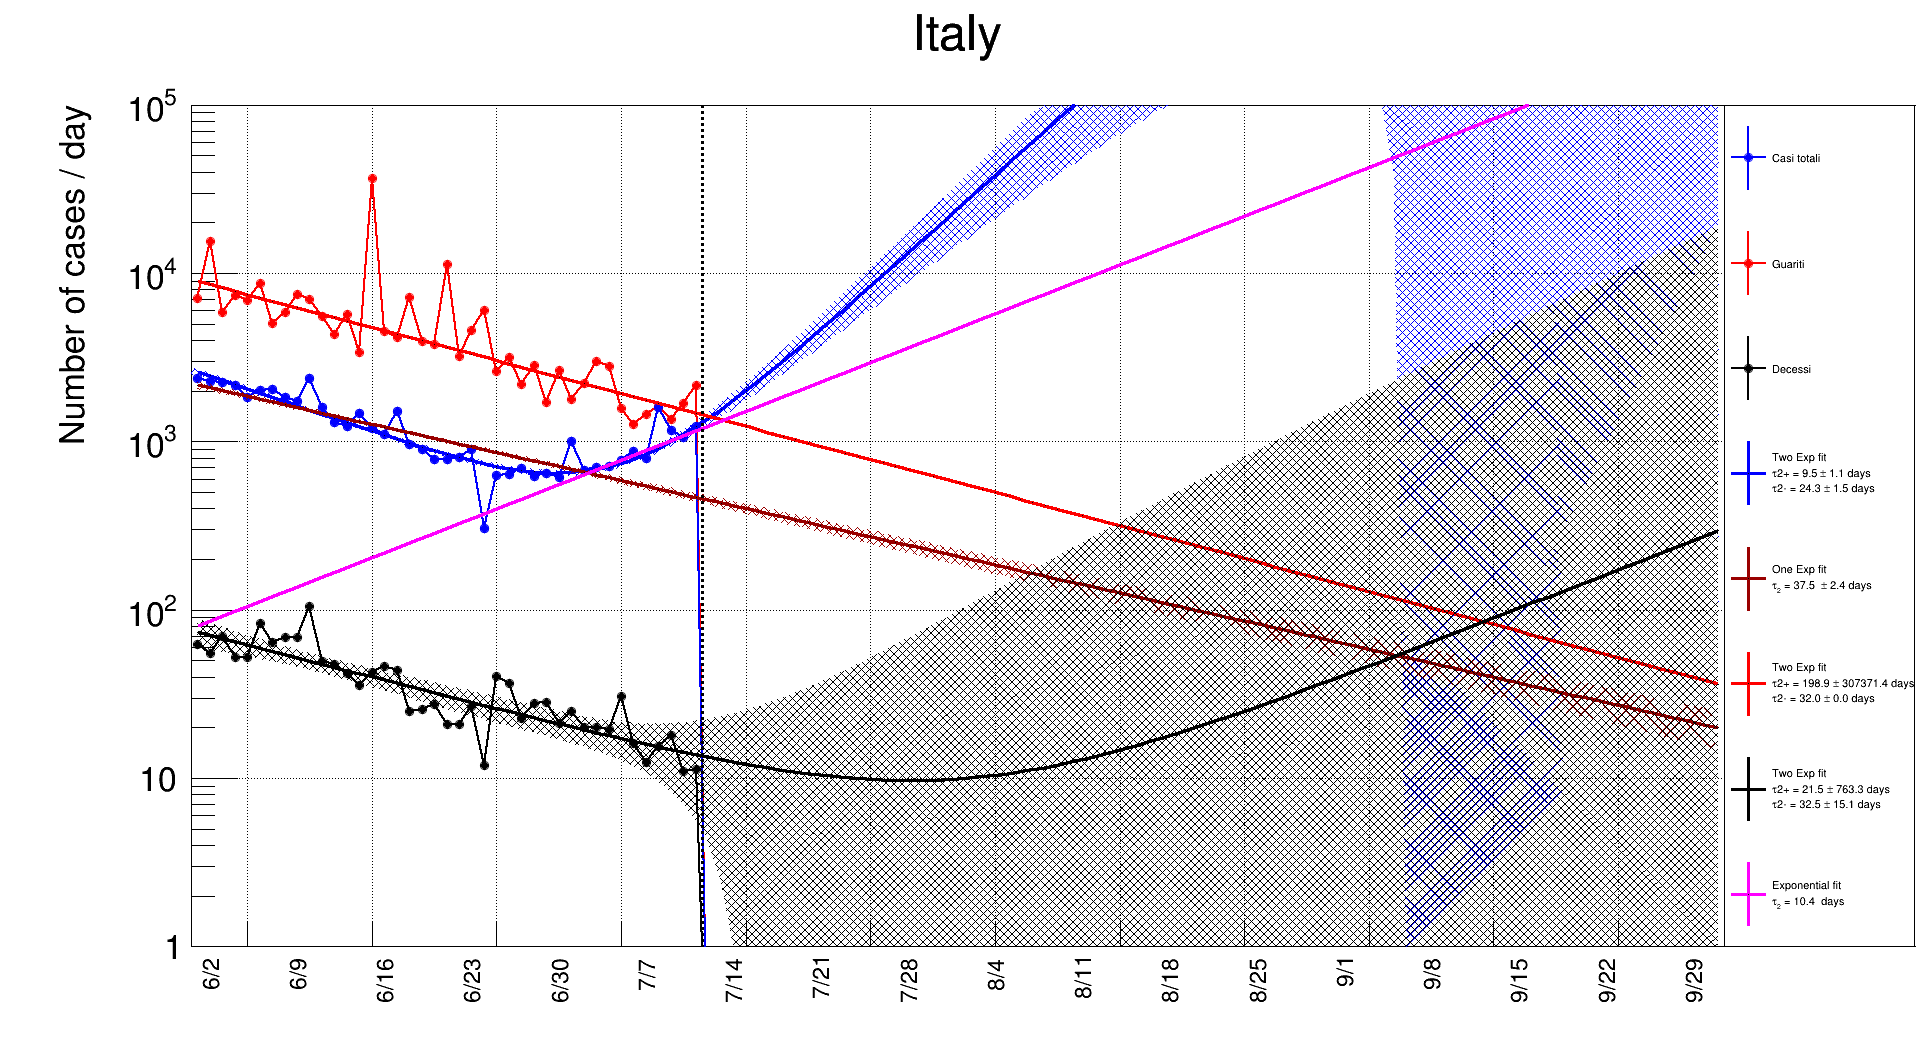 Italy
Number of cases / day
10^5
10^4
10^3
10^2
10
1
6/2
6/9
6/16
6/23
6/30
7/7
7/14
7/21
7/28
8/4
8/11
8/18
8/25
9/1
9/8
9/15
9/22
9/29
Casi totali
Guariti
Decessi
Two Exp fit
τ2+ = 9.5 ± 1.1 days
τ2- = 24.3 ± 1.5 days
One Exp fit
τ₂ = 37.5 ± 2.4 days
Two Exp fit
τ2+ = 198.9 ± 307371.4 days
τ2- = 32.0 ± 0.0 days
Two Exp fit
τ2+ = 21.5 ± 763.3 days
τ2- = 32.5 ± 15.1 days
Exponential fit
τ₂ = 10.4 days